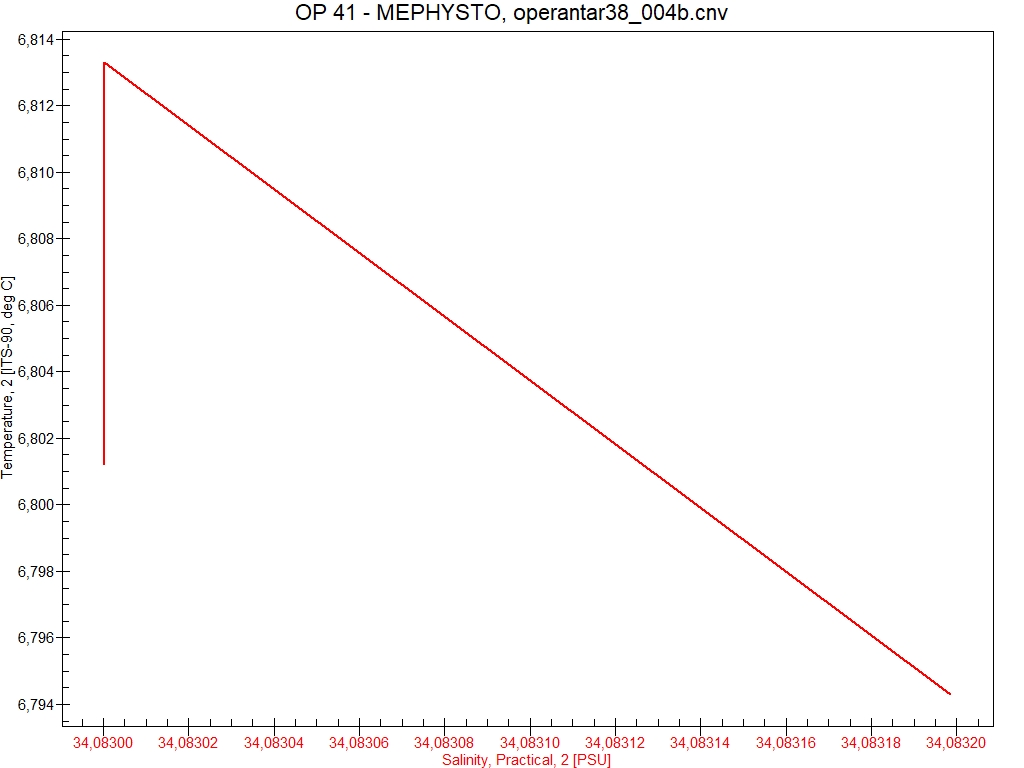 OP 41 - MEPHYSTO, operantar38_004b.cnv
6,814
6,812
6,810
6,808
6,806
6,804
6,802
6,800
6,798
6,796
6,794
Temperature, 2 [ITS-90, deg C]
34,08300 34,08302 34,08304 34,08306 34,08308 34,08310 34,08312 34,08314 34,08316 34,08318 34,08320
Salinity, Practical, 2 [PSU]